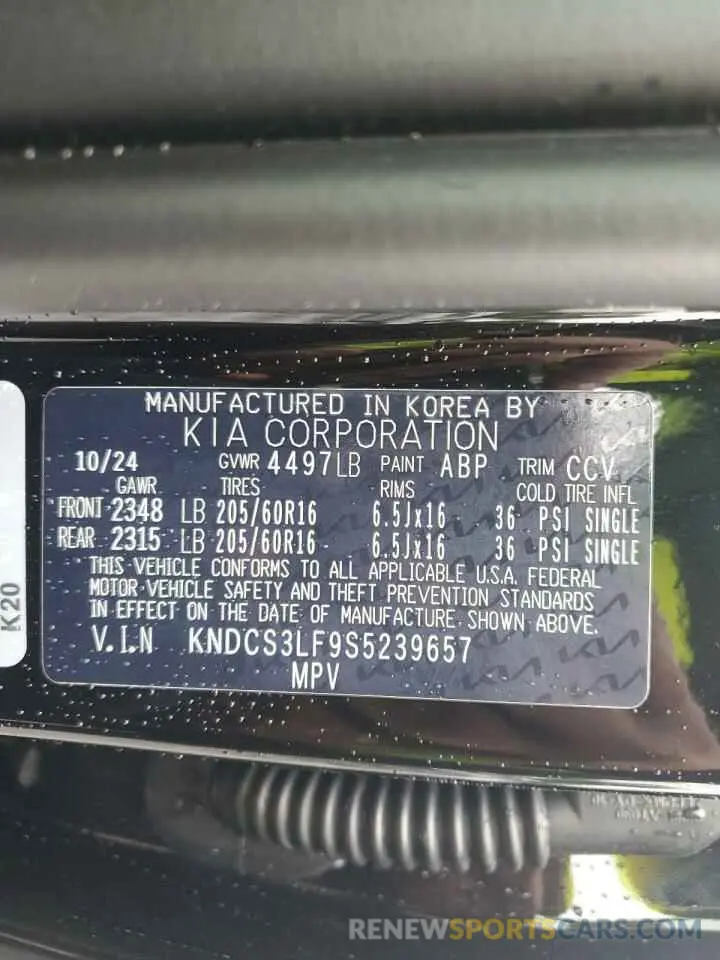 MANUFACTURED IN KOREA BY
KIA CORPORATION
10/24 GVWR 4497LB PAINT ABP TRIM CCV
GAWR TIRES RIMS COLD TIRE INFL
FRONT 2348 LB 205/60R16 6.5Jx16 36 PSI SINGLE
REAR 2315 LB 205/60R16 6.5Jx16 36 PSI SINGLE
THIS VEHICLE CONFORMS TO ALL APPLICABLE U.S.A. FEDERAL
MOTOR VEHICLE SAFETY AND THEFT PREVENTION STANDARDS
IN EFFECT ON THE DATE OF MANUFACTURE SHOWN ABOVE.
V.I.N KNDCS3LF9S5239657
MPV
K20
RENEWSPORTSCARS.COM